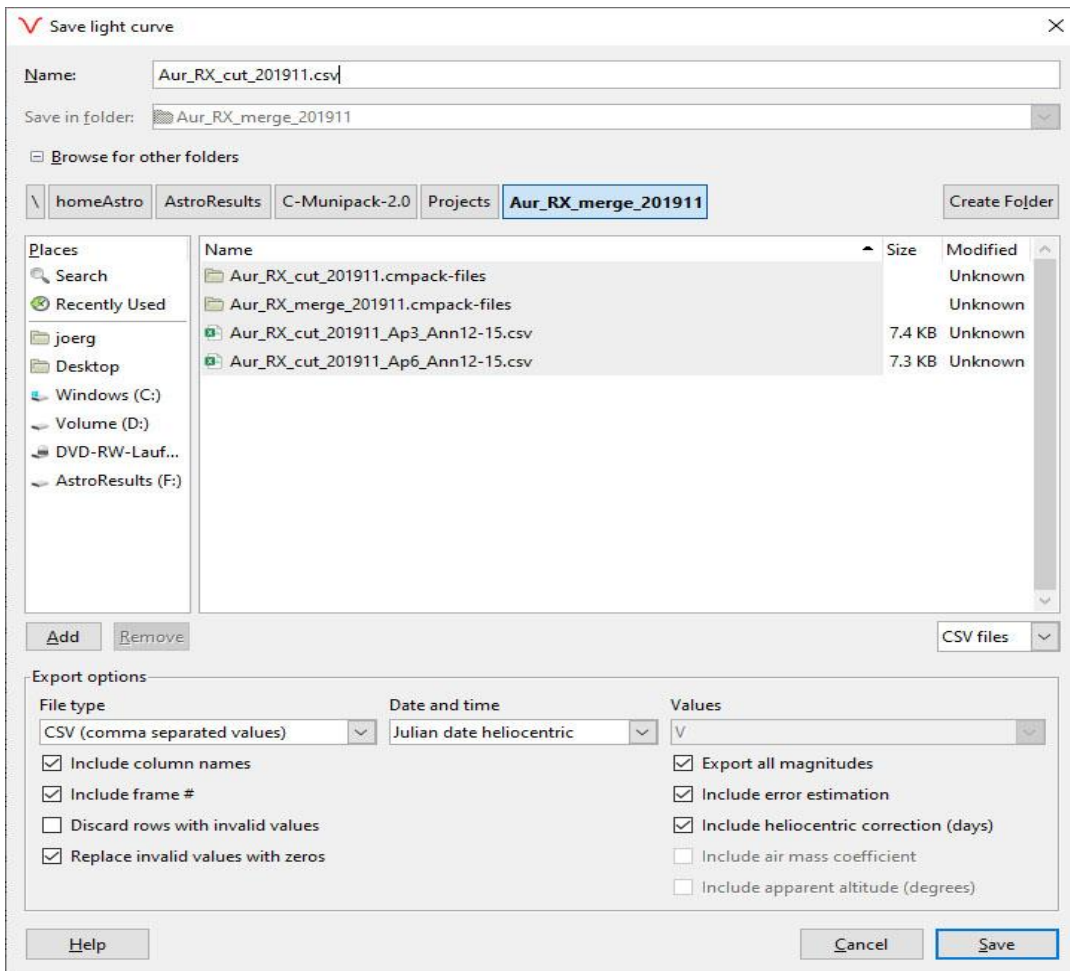 Save light curve
Name: Aur_RX_cut_201911.csv
Save in folder: Aur_RX_merge_201911
Browse for other folders
\ homeAstro AstroResults C-Munipack-2.0 Projects Aur_RX_merge_201911 Create Folder
Places Name Size Modified
Search Aur_RX_cut_201911.cmpack-files Unknown
Recently Used Aur_RX_merge_201911.cmpack-files Unknown
joerg Aur_RX_cut_201911_Ap3_Ann12-15.csv 7.4 KB Unknown
Desktop Aur_RX_cut_201911_Ap6_Ann12-15.csv 7.3 KB Unknown
Windows (C:)
Volume (D:)
DVD-RW-Lauf...
AstroResults (F:)
Add Remove CSV files
Export options
File type Date and time Values
CSV (comma separated values) Julian date heliocentric V
Include column names Export all magnitudes
Include frame # Include error estimation
Discard rows with invalid values Include heliocentric correction (days)
Replace invalid values with zeros Include air mass coefficient
Include apparent altitude (degrees)
Help Cancel Save